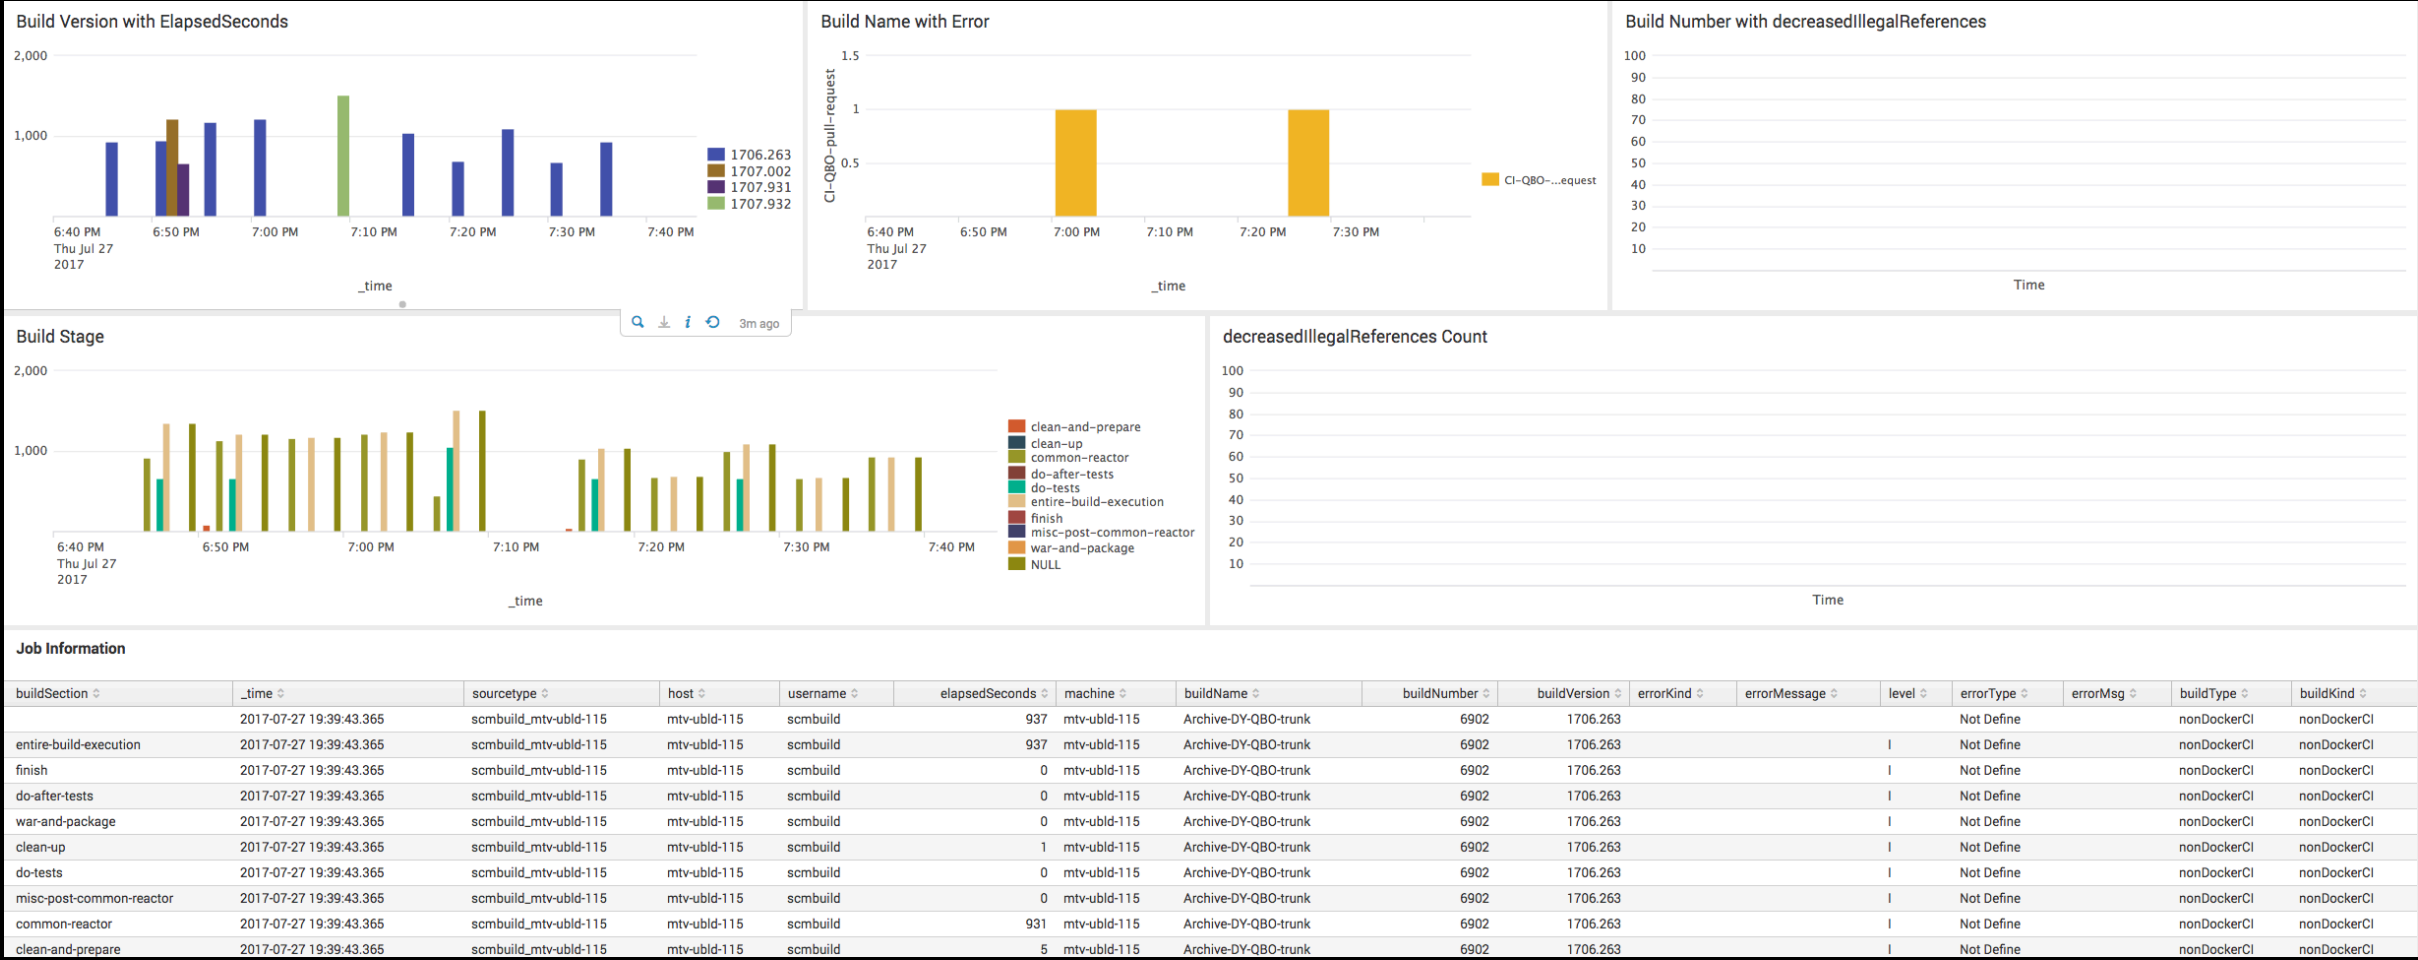 Build Version with ElapsedSeconds
2,000
1,000
6:40 PM 6:50 PM 7:00 PM 7:10 PM 7:20 PM 7:30 PM 7:40 PM
Thu Jul 27
2017
_time
1706.263
1707.002
1707.931
1707.932
Build Name with Error
CI-QBO-pull-request
1.5
1
0.5
6:40 PM 6:50 PM 7:00 PM 7:10 PM 7:20 PM 7:30 PM
Thu Jul 27
2017
_time
CI-QBO-...equest
Build Number with decreasedIllegalReferences
100
90
80
70
60
50
40
30
20
10
Time
i 3m ago
Build Stage
2,000
1,000
6:40 PM 6:50 PM 7:00 PM 7:10 PM 7:20 PM 7:30 PM 7:40 PM
Thu Jul 27
2017
_time
clean-and-prepare
clean-up
common-reactor
do-after-tests
do-tests
entire-build-execution
finish
misc-post-common-reactor
war-and-package
NULL
decreasedIllegalReferences Count
100
90
80
70
60
50
40
30
20
10
Time
Job Information
buildSection _time sourcetype host username elapsedSeconds machine buildName buildNumber buildVersion errorKind errorMessage level errorType errorMsg buildType buildKind
2017-07-27 19:39:43.365 scmbuild_mtv-ubld-115 mtv-ubld-115 scmbuild 937 mtv-ubld-115 Archive-DY-QBO-trunk 6902 1706.263 Not Define nonDockerCI nonDockerCI
entire-build-execution 2017-07-27 19:39:43.365 scmbuild_mtv-ubld-115 mtv-ubld-115 scmbuild 937 mtv-ubld-115 Archive-DY-QBO-trunk 6902 1706.263 I Not Define nonDockerCI nonDockerCI
finish 2017-07-27 19:39:43.365 scmbuild_mtv-ubld-115 mtv-ubld-115 scmbuild 0 mtv-ubld-115 Archive-DY-QBO-trunk 6902 1706.263 I Not Define nonDockerCI nonDockerCI
do-after-tests 2017-07-27 19:39:43.365 scmbuild_mtv-ubld-115 mtv-ubld-115 scmbuild 0 mtv-ubld-115 Archive-DY-QBO-trunk 6902 1706.263 I Not Define nonDockerCI nonDockerCI
war-and-package 2017-07-27 19:39:43.365 scmbuild_mtv-ubld-115 mtv-ubld-115 scmbuild 0 mtv-ubld-115 Archive-DY-QBO-trunk 6902 1706.263 I Not Define nonDockerCI nonDockerCI
clean-up 2017-07-27 19:39:43.365 scmbuild_mtv-ubld-115 mtv-ubld-115 scmbuild 1 mtv-ubld-115 Archive-DY-QBO-trunk 6902 1706.263 I Not Define nonDockerCI nonDockerCI
do-tests 2017-07-27 19:39:43.365 scmbuild_mtv-ubld-115 mtv-ubld-115 scmbuild 0 mtv-ubld-115 Archive-DY-QBO-trunk 6902 1706.263 I Not Define nonDockerCI nonDockerCI
misc-post-common-reactor 2017-07-27 19:39:43.365 scmbuild_mtv-ubld-115 mtv-ubld-115 scmbuild 0 mtv-ubld-115 Archive-DY-QBO-trunk 6902 1706.263 I Not Define nonDockerCI nonDockerCI
common-reactor 2017-07-27 19:39:43.365 scmbuild_mtv-ubld-115 mtv-ubld-115 scmbuild 931 mtv-ubld-115 Archive-DY-QBO-trunk 6902 1706.263 I Not Define nonDockerCI nonDockerCI
clean-and-prepare 2017-07-27 19:39:43.365 scmbuild_mtv-ubld-115 mtv-ubld-115 scmbuild 5 mtv-ubld-115 Archive-DY-QBO-trunk 6902 1706.263 I Not Define nonDockerCI nonDockerCI